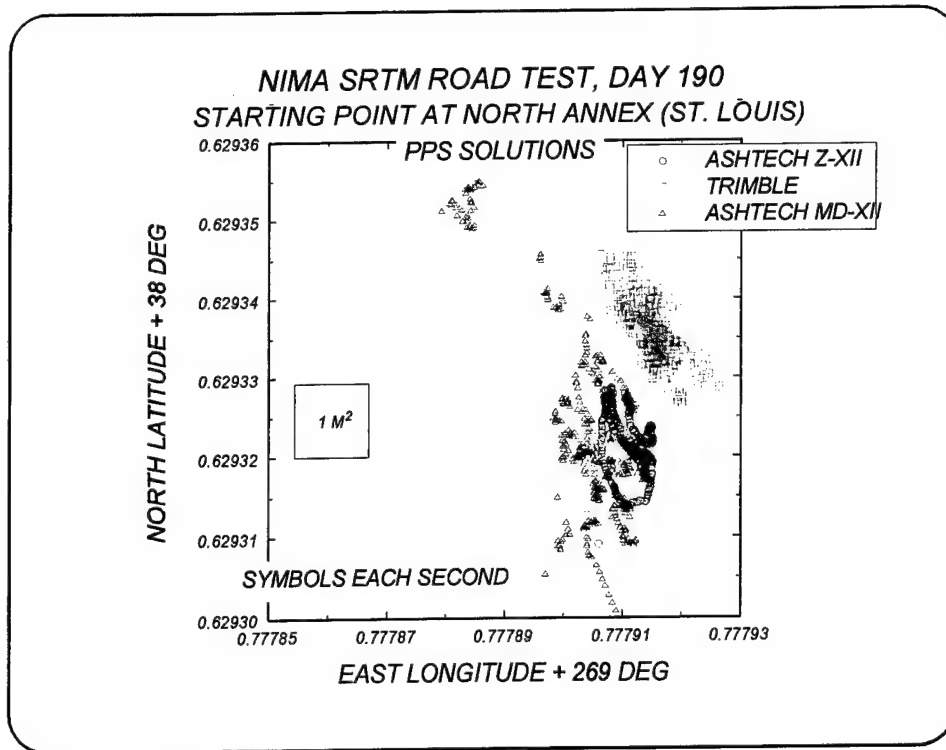 NIMA SRTM ROAD TEST, DAY 190
STARTING POINT AT NORTH ANNEX (ST. LOUIS)
PPS SOLUTIONS
ASHTECH Z-XII
TRIMBLE
ASHTECH MD-XII
NORTH LATITUDE + 38 DEG
0.62936
0.62935
0.62934
0.62933
0.62932
0.62931
0.62930
1 M²
SYMBOLS EACH SECOND
0.77785
0.77787
0.77789
0.77791
0.77793
EAST LONGITUDE + 269 DEG